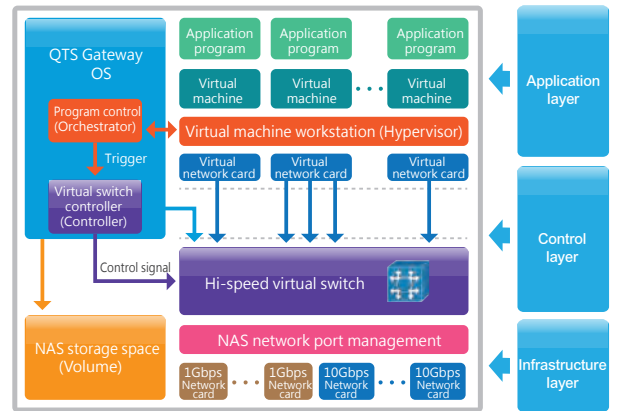 QTS Gateway
OS
Program control
(Orchestrator)
Trigger
Virtual switch
controller
(Controller)
Control signal
NAS storage space
(Volume)
Application
program
Application
program
Application
program
Virtual
machine
Virtual
machine
Virtual
machine
Virtual machine workstation (Hypervisor)
Virtual
network card
Virtual
network card
Virtual
network card
Hi-speed virtual switch
NAS network port management
1Gbps
Network
card
1Gbps
Network
card
10Gbps
Network
card
10Gbps
Network
card
Application
layer
Control
layer
Infrastructure
layer